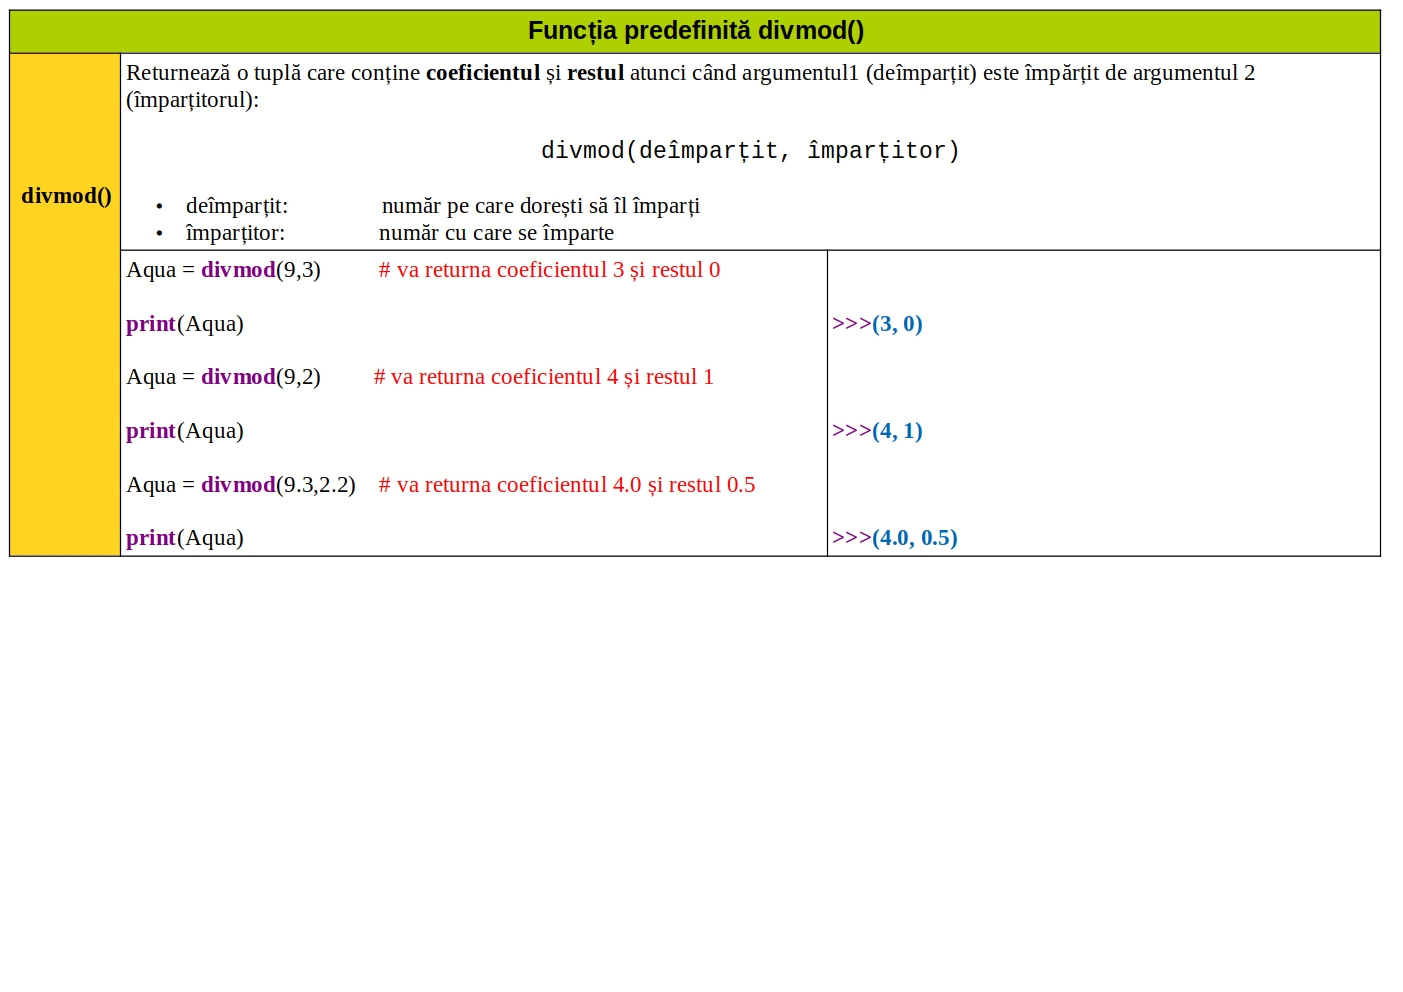 Funcția predefinită divmod()
divmod()
Returnează o tuplă care conține coeficientul și restul atunci când argumentul1 (deîmparțit) este împărțit de argumentul 2
(împarțitorul):
divmod(deîmparțit, împarțitor)
• deîmparțit: număr pe care dorești să îl împarți
• împarțitor: număr cu care se împarte
Aqua = divmod(9,3) # va returna coeficientul 3 și restul 0
print(Aqua) >>>(3, 0)
Aqua = divmod(9,2) # va returna coeficientul 4 și restul 1
print(Aqua) >>>(4, 1)
Aqua = divmod(9.3,2.2) # va returna coeficientul 4.0 și restul 0.5
print(Aqua) >>>(4.0, 0.5)